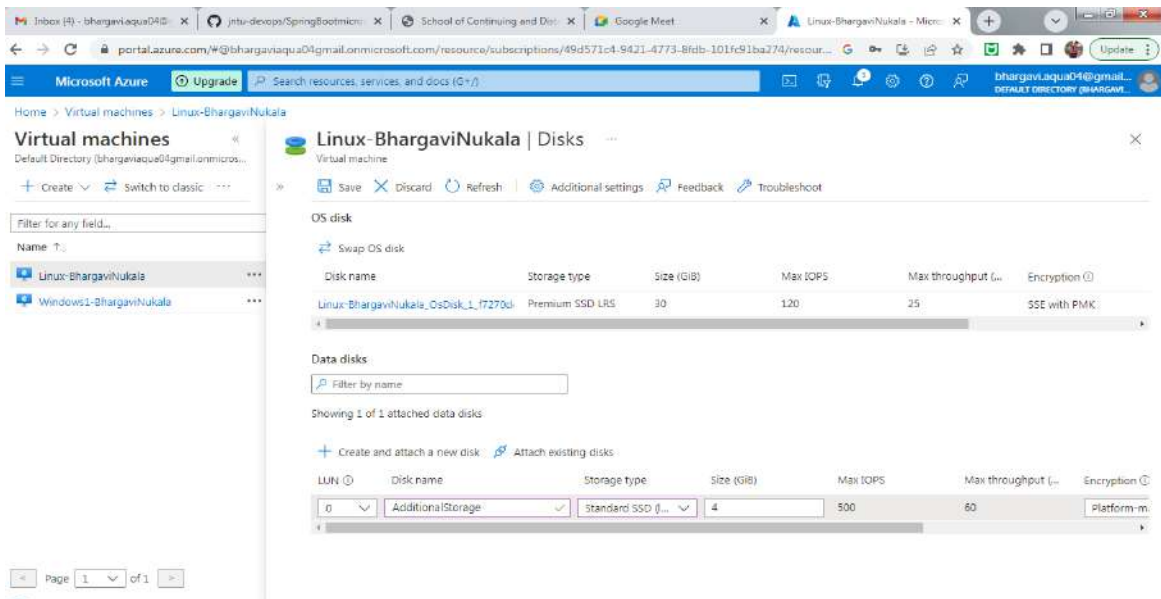 Inbox (4) - bhargavi.aqua04@ jntu-devops/SpringBootmicro School of Continuing and Dist Google Meet Linux-BhargaviNukala - Micro
portal.azure.com/#@bhargaviaqua04gmail.onmicrosoft.com/resource/subscriptions/49d571c4-9421-4773-8fdb-101fc91ba274/resour... Update
Microsoft Azure Upgrade Search resources, services, and docs (G+/) bhargavi.aqua04@gmail...
DEFAULT DIRECTORY (BHARGAVI...
Home > Virtual machines > Linux-BhargaviNukala
Virtual machines
Default Directory (bhargaviaqua04gmail.onmicros...
+ Create Switch to classic ...
Filter for any field...
Name ↑
Linux-BhargaviNukala ...
Windows1-BhargaviNukala ...
Page 1 of 1
Linux-BhargaviNukala | Disks ...
Virtual machine
Save Discard Refresh Additional settings Feedback Troubleshoot
OS disk
Swap OS disk
Disk name Storage type Size (GiB) Max IOPS Max throughput (... Encryption
Linux-BhargaviNukala_OsDisk_1_f7270cl Premium SSD LRS 30 120 25 SSE with PMK
Data disks
Filter by name
Showing 1 of 1 attached data disks
+ Create and attach a new disk Attach existing disks
LUN Disk name Storage type Size (GiB) Max IOPS Max throughput (... Encryption
0 AdditionalStorage Standard SSD (l... 4 500 60 Platform-m